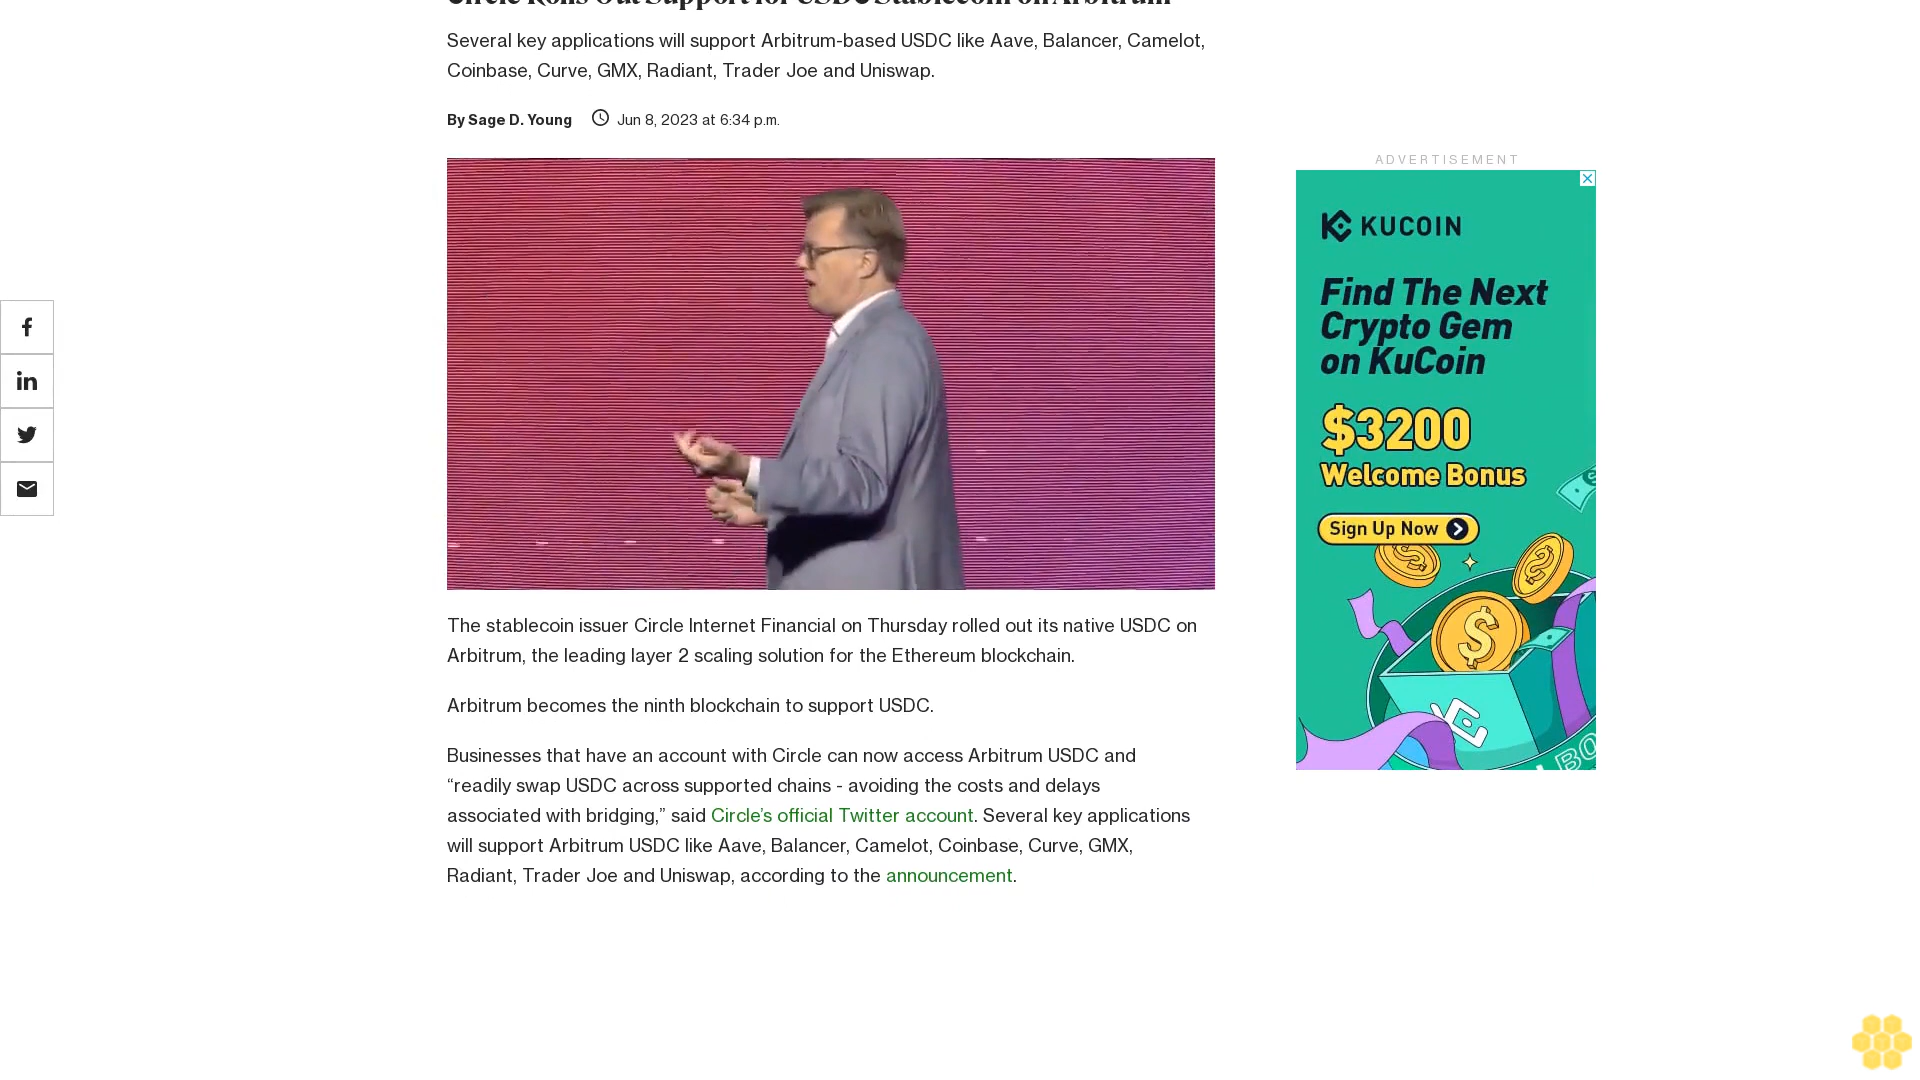 Circle Rolls Out Support for USDC Stablecoin on Arbitrum
Several key applications will support Arbitrum-based USDC like Aave, Balancer, Camelot,
Coinbase, Curve, GMX, Radiant, Trader Joe and Uniswap.
By Sage D. Young Jun 8, 2023 at 6:34 p.m.
The stablecoin issuer Circle Internet Financial on Thursday rolled out its native USDC on
Arbitrum, the leading layer 2 scaling solution for the Ethereum blockchain.
Arbitrum becomes the ninth blockchain to support USDC.
Businesses that have an account with Circle can now access Arbitrum USDC and
“readily swap USDC across supported chains - avoiding the costs and delays
associated with bridging,” said Circle’s official Twitter account. Several key applications
will support Arbitrum USDC like Aave, Balancer, Camelot, Coinbase, Curve, GMX,
Radiant, Trader Joe and Uniswap, according to the announcement.
ADVERTISEMENT
KUCOIN
Find The Next
Crypto Gem
on KuCoin
$3200
Welcome Bonus
Sign Up Now